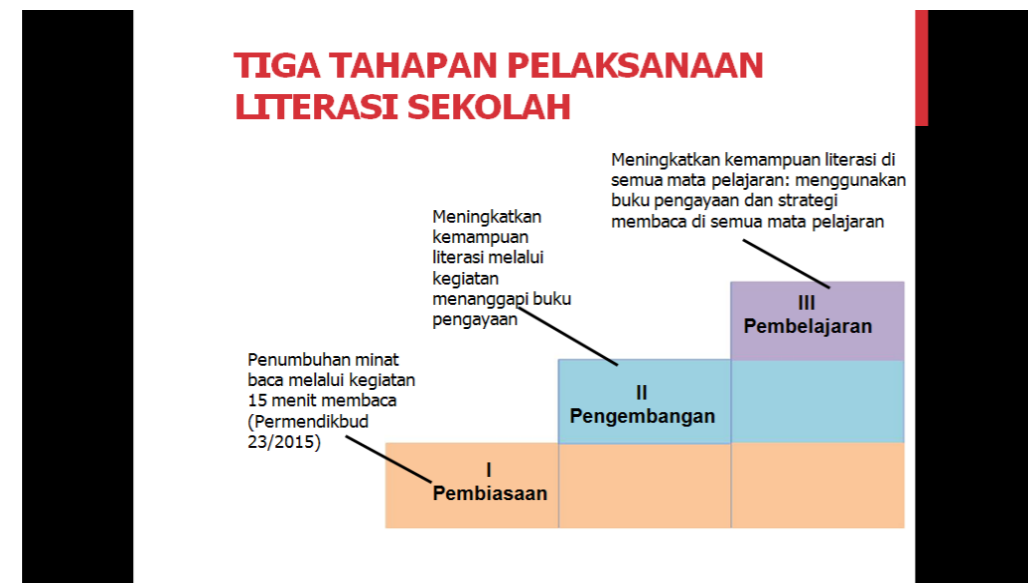 TIGA TAHAPAN PELAKSANAAN
LITERASI SEKOLAH
Meningkatkan kemampuan literasi di
semua mata pelajaran: menggunakan
buku pengayaan dan strategi
membaca di semua mata pelajaran
Meningkatkan
kemampuan
literasi melalui
kegiatan
menanggapi buku
pengayaan
III
Pembelajaran
Penumbuhan minat
baca melalui kegiatan
15 menit membaca
(Permendikbud
23/2015)
II
Pengembangan
I
Pembiasaan